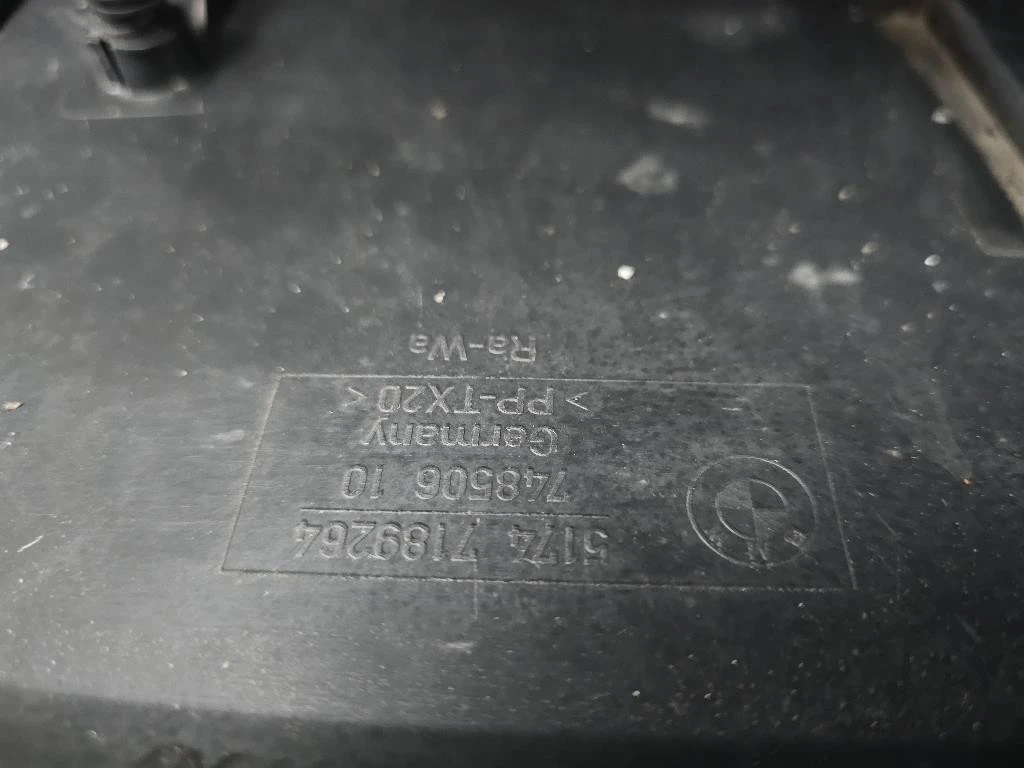 5174 7189264
748506 10
Germany
>PP-TX20<
Ra-Wa